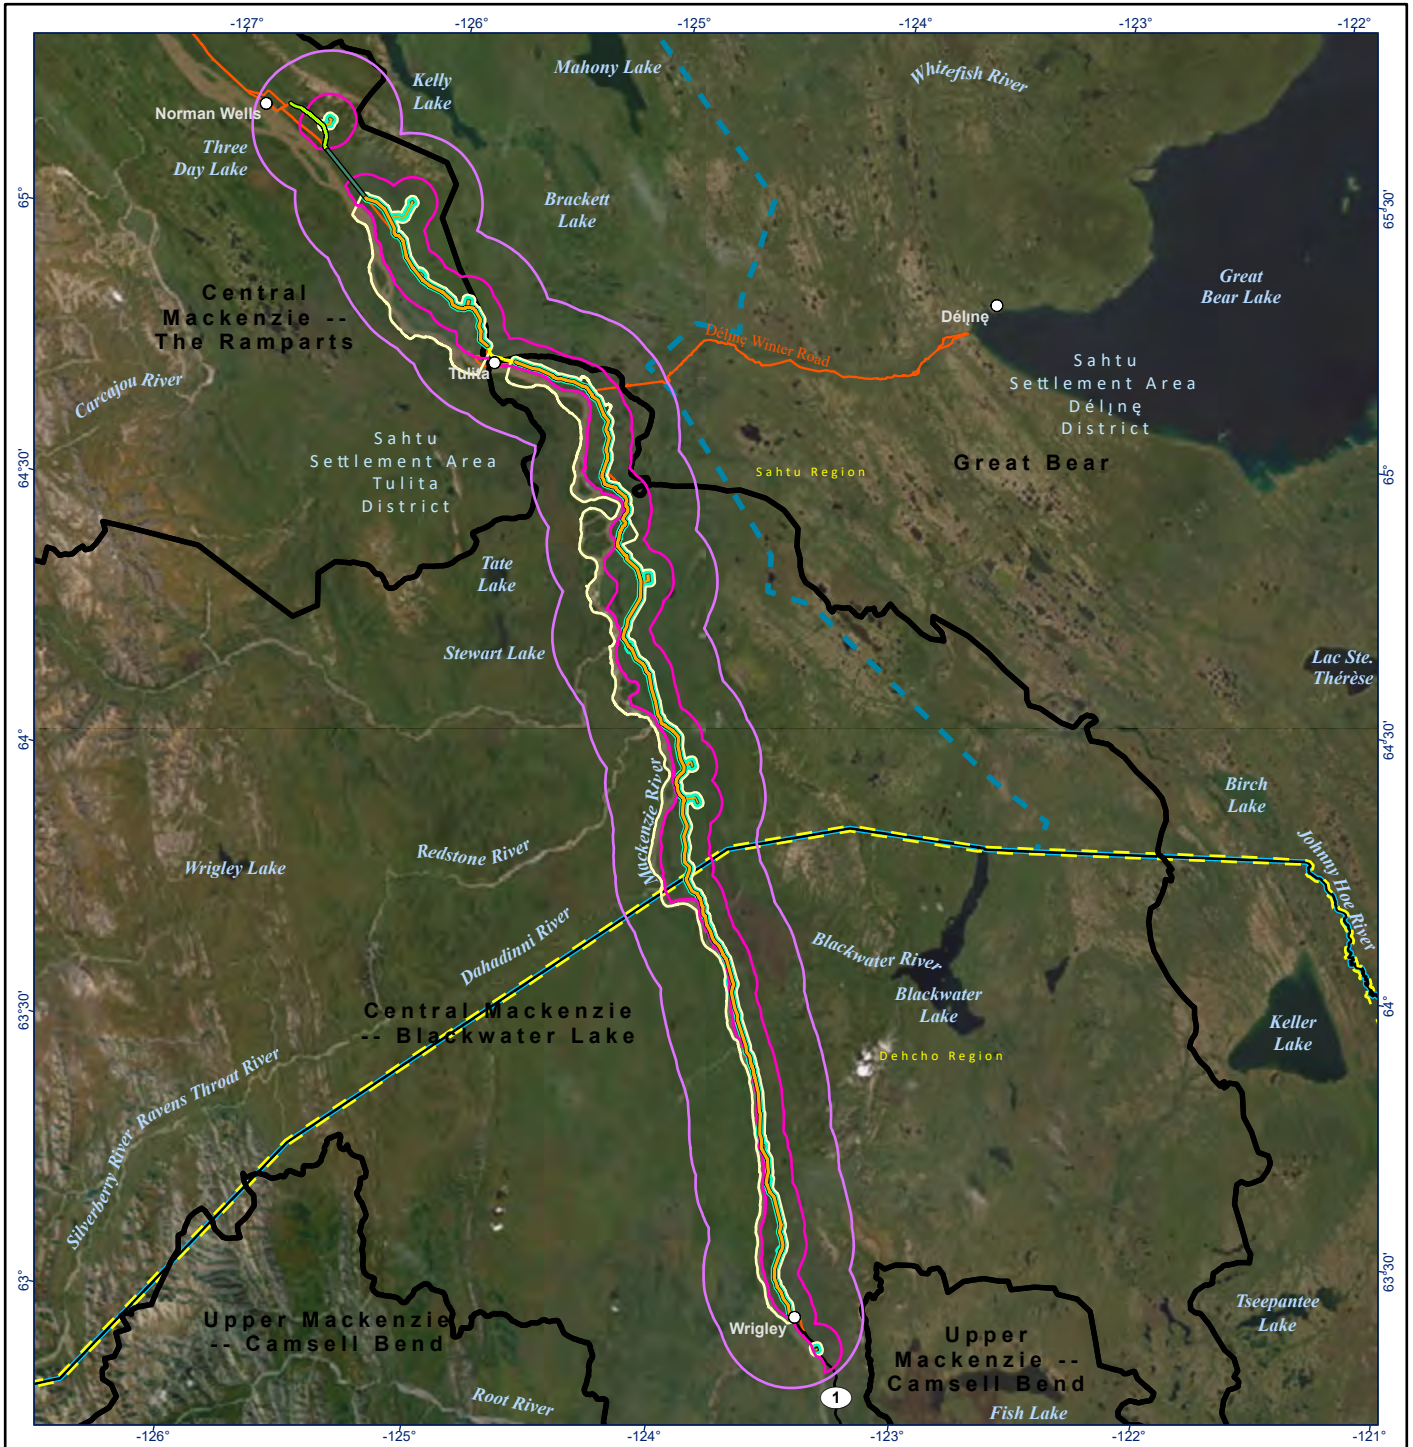 -127°
-126°
-125°
-124°
-123°
-122°
Mahony Lake
Whitefish River
Kelly
Lake
Norman Wells
Three
Day Lake
65°
65°30'
Brackett
Lake
Great
Bear Lake
Central
Mackenzie --
The Ramparts
Délı̨nę
Délı̨nę Winter Road
Tulita
Carcajou River
Sahtu
Settlement Area
Délı̨nę
District
Sahtu
Settlement Area
Tulita
District
Great Bear
Sahtu Region
64°30'
65°
Tate
Lake
Stewart Lake
Lac Ste.
Thérèse
64°
64°30'
Mackenzie River
Birch
Lake
Johnny Hoe River
Redstone River
Wrigley Lake
Dahadinni River
Blackwater River
Blackwater
Lake
Central Mackenzie
-- Blackwater Lake
63°30'
64°
Keller
Lake
Dehcho Region
Ravens Throat River
Silverberry River
63°
63°30'
Tseepantee
Lake
Upper Mackenzie
-- Camsell Bend
Wrigley
Upper
Mackenzie --
Camsell Bend
1
Root River
Fish Lake
-126°
-125°
-124°
-123°
-122°
-121°